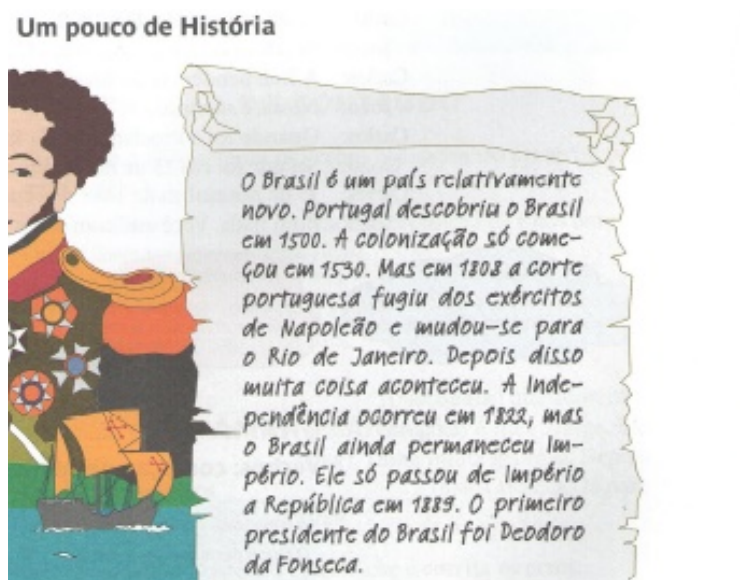 Um pouco de História
O Brasil é um país relativamente
novo. Portugal descobriu o Brasil
em 1500. A colonização só come-
çou em 1530. Mas em 1808 a corte
portuguesa fugiu dos exércitos
de Napoleão e mudou-se para
o Rio de Janeiro. Depois disso
muita coisa aconteceu. A Inde-
pendência ocorreu em 1822, mas
o Brasil ainda permaneceu Im-
pério. Ele só passou de Império
a República em 1889. O primeiro
presidente do Brasil foi Deodoro
da Fonseca.